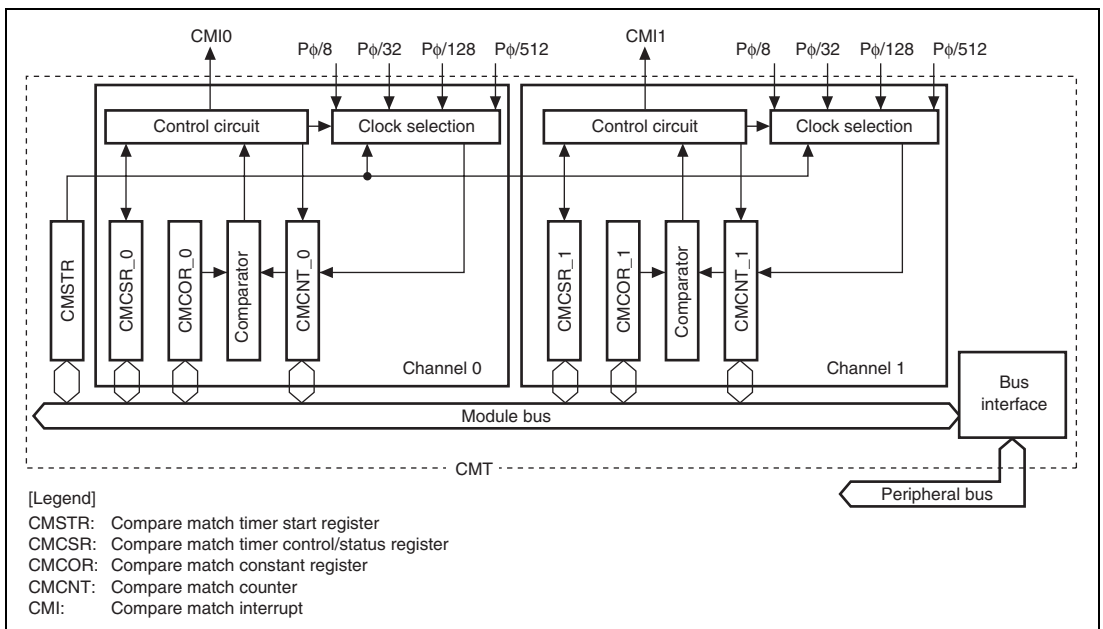 CMI0 Pφ/8 Pφ/32 Pφ/128 Pφ/512 CMI1 Pφ/8 Pφ/32 Pφ/128 Pφ/512
Control circuit Clock selection Control circuit Clock selection
CMSTR CMCSR_0 CMCOR_0 Comparator CMCNT_0 CMCSR_1 CMCOR_1 Comparator CMCNT_1
Channel 0 Channel 1
Bus
interface
Module bus
CMT
Peripheral bus
[Legend]
CMSTR: Compare match timer start register
CMCSR: Compare match timer control/status register
CMCOR: Compare match constant register
CMCNT: Compare match counter
CMI: Compare match interrupt